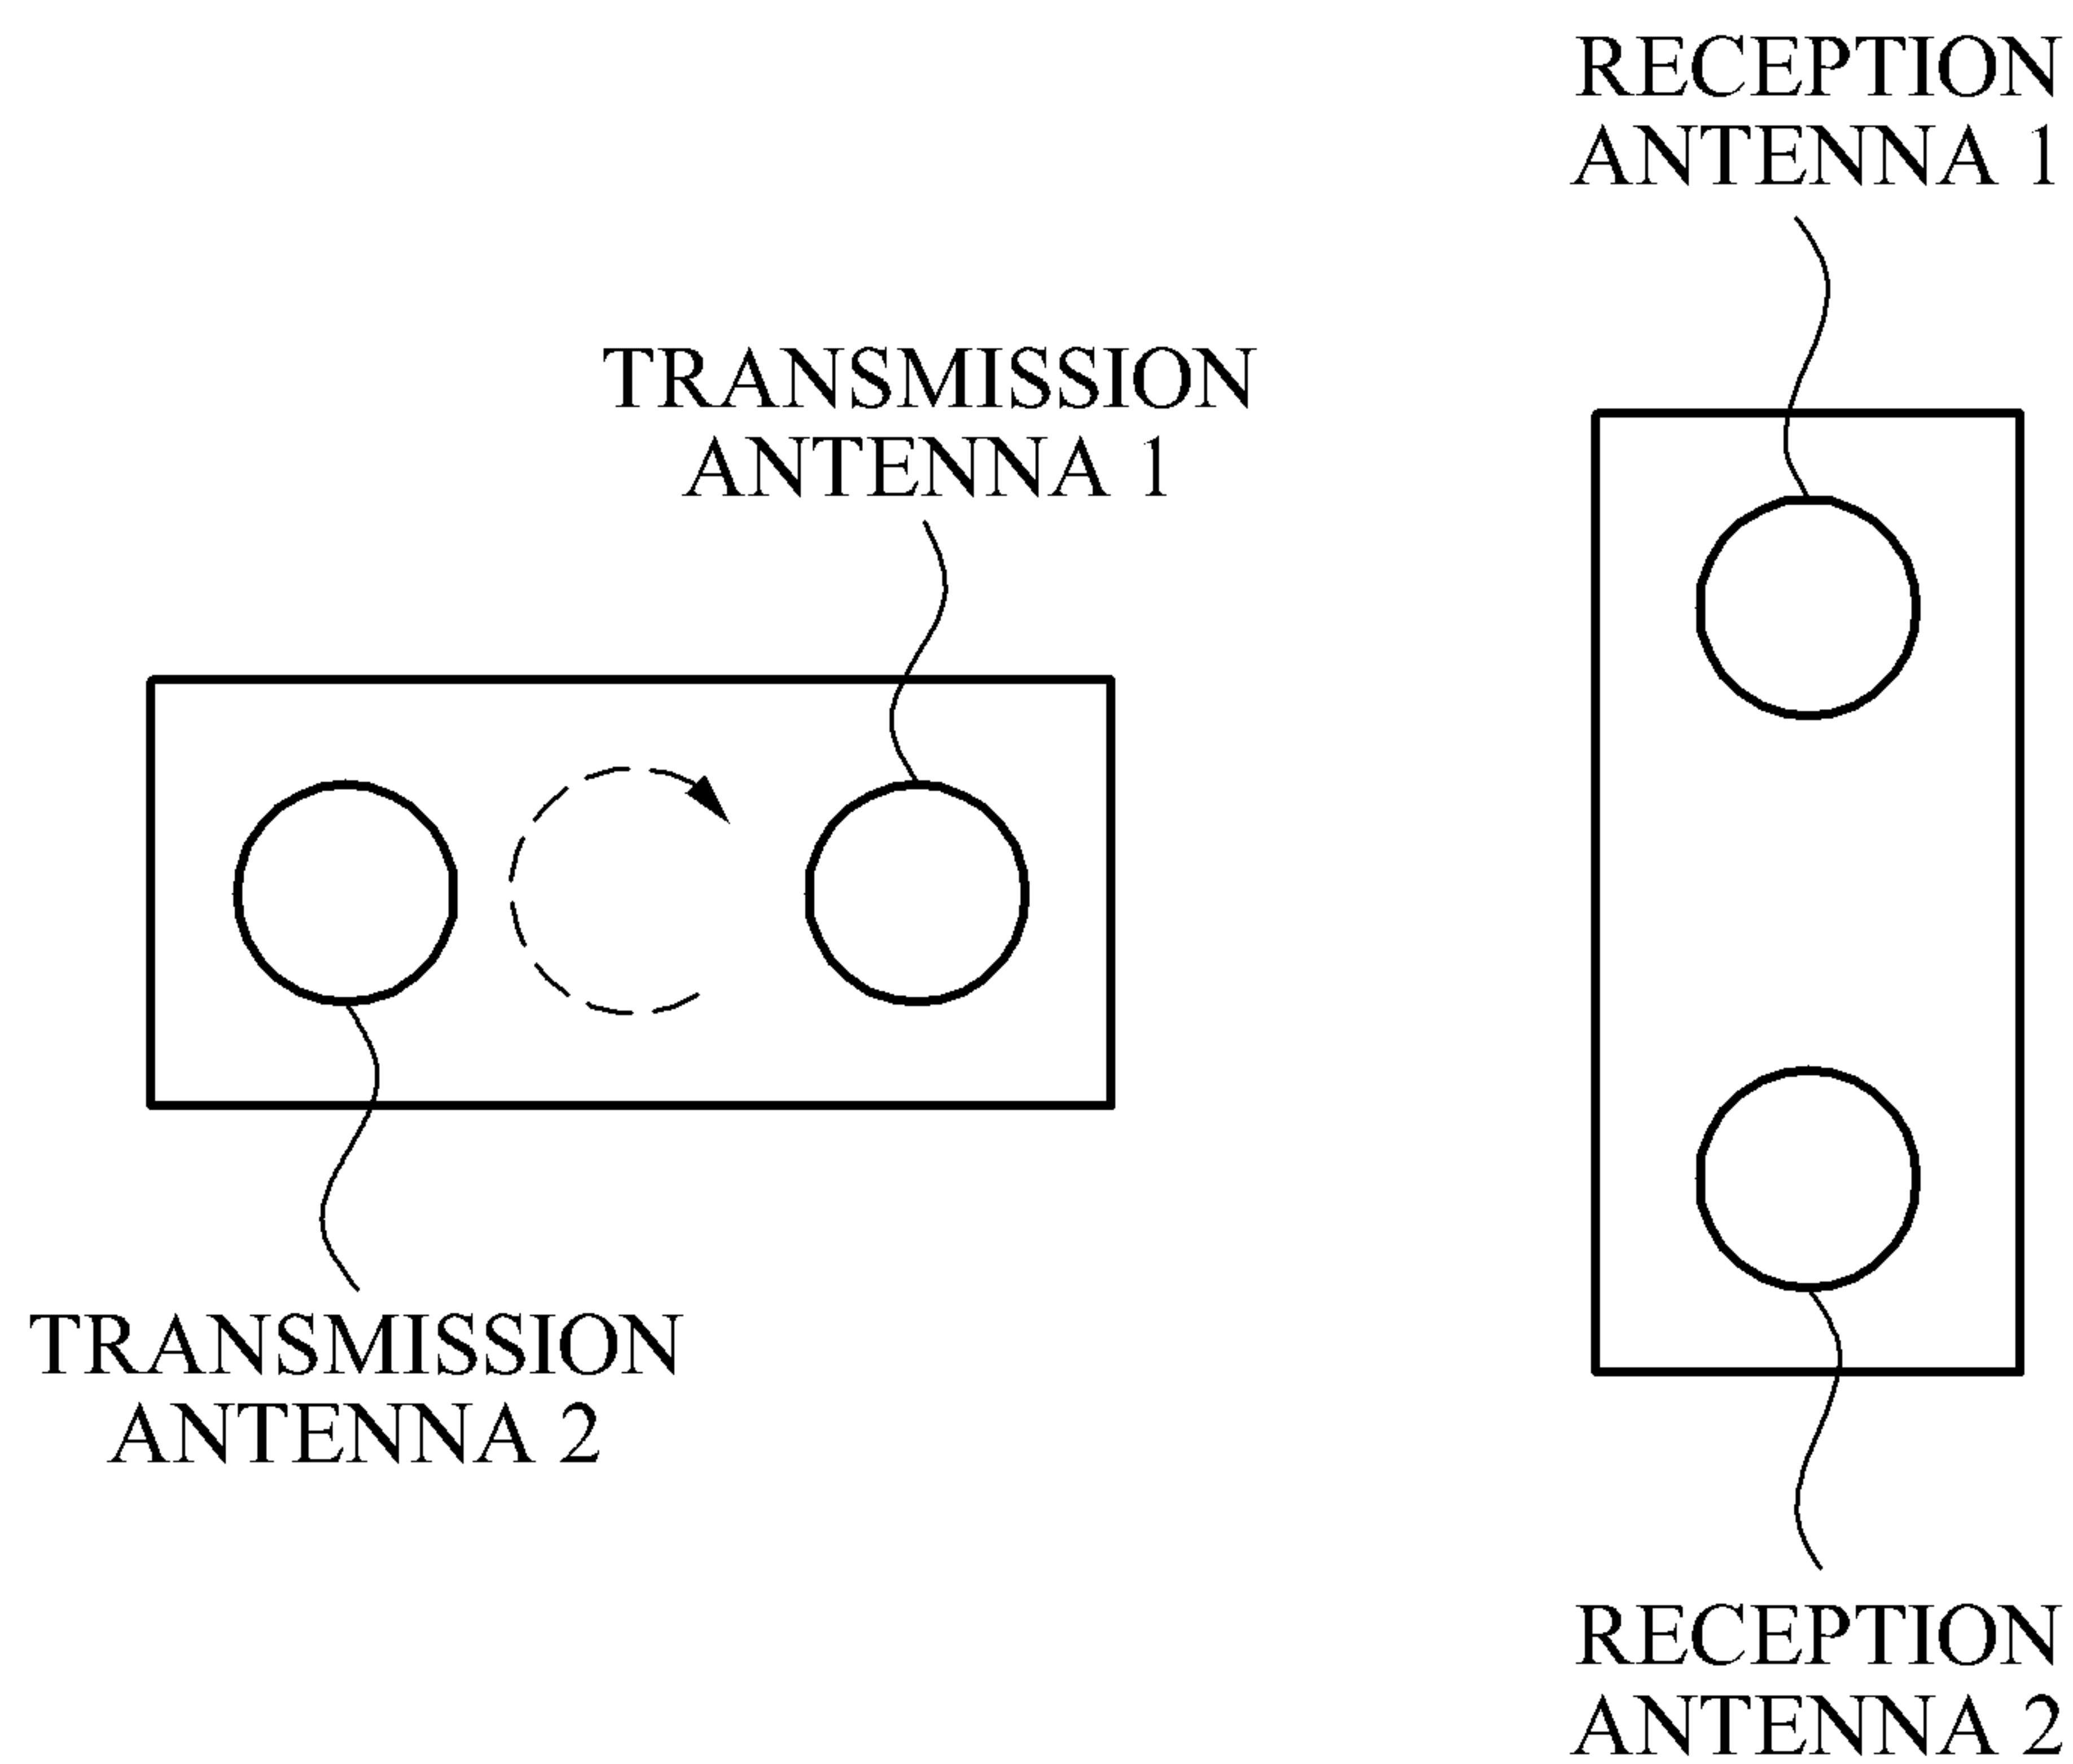 RECEPTION
ANTENNA 1
TRANSMISSION
ANTENNA 1
TRANSMISSION
ANTENNA 2
RECEPTION
ANTENNA 2